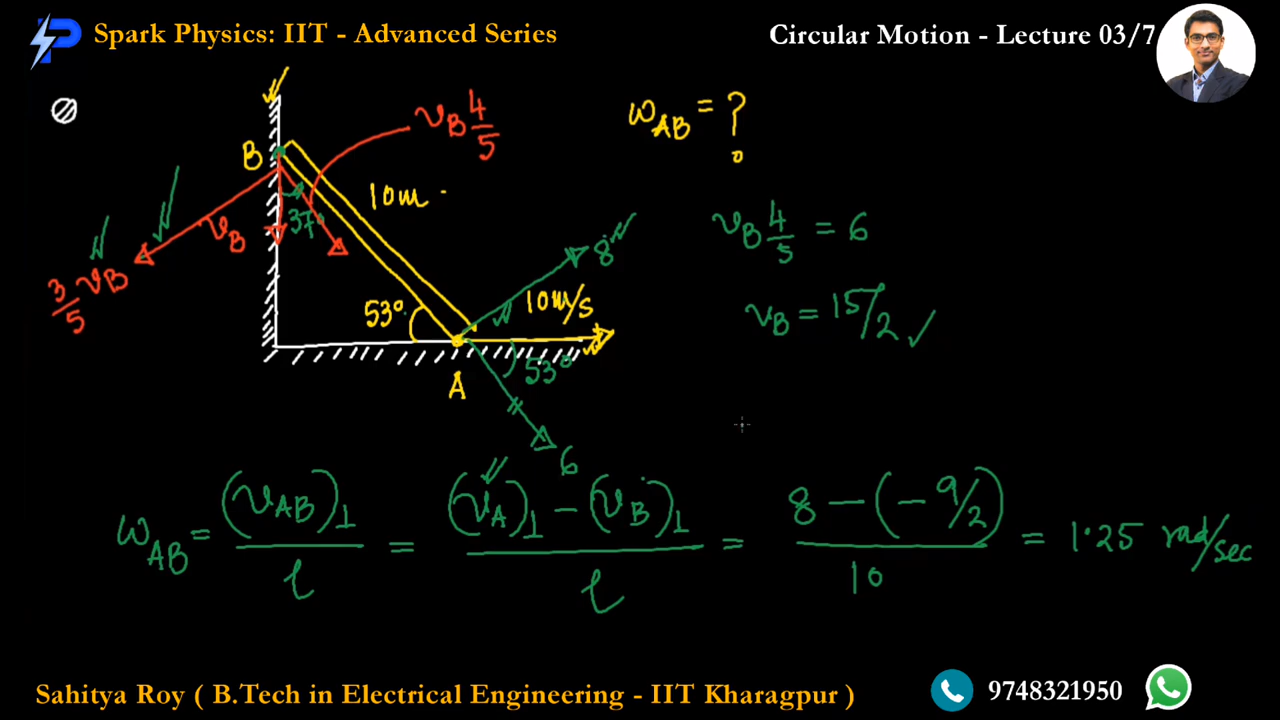 Spark Physics: IIT - Advanced Series
Circular Motion - Lecture 03/7
v_B 4/5
ω_AB = ?
B
10m
37°
v_B
3/5 v_B
v_B 4/5 = 6
8
10m/s
53°
v_B = 15/2 ✓
53°
A
6
ω_AB = (v_AB)⊥ / l = ((v_A)⊥ - (v_B)⊥) / l = (8 - (-9/2)) / 10 = 1.25 rad/sec
Sahitya Roy ( B.Tech in Electrical Engineering - IIT Kharagpur )
9748321950